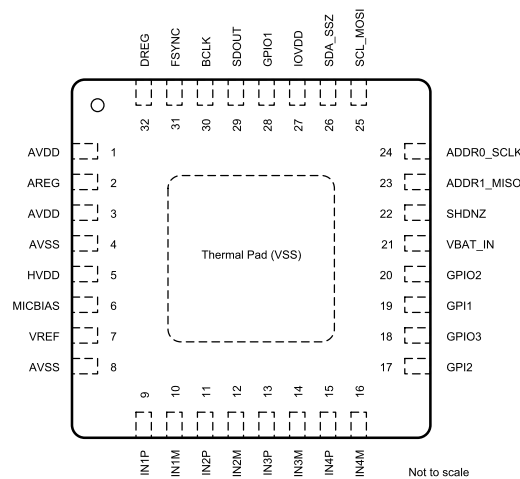 DREG FSYNC BCLK SDOUT GPIO1 IOVDD SDA_SSZ SCL_MOSI
32 31 30 29 28 27 26 25
AVDD 1 24 ADDR0_SCLK
AREG 2 23 ADDR1_MISO
AVDD 3 22 SHDNZ
AVSS 4 21 VBAT_IN
Thermal Pad (VSS)
HVDD 5 20 GPIO2
MICBIAS 6 19 GPI1
VREF 7 18 GPIO3
AVSS 8 17 GPI2
9 10 11 12 13 14 15 16
IN1P IN1M IN2P IN2M IN3P IN3M IN4P IN4M
Not to scale